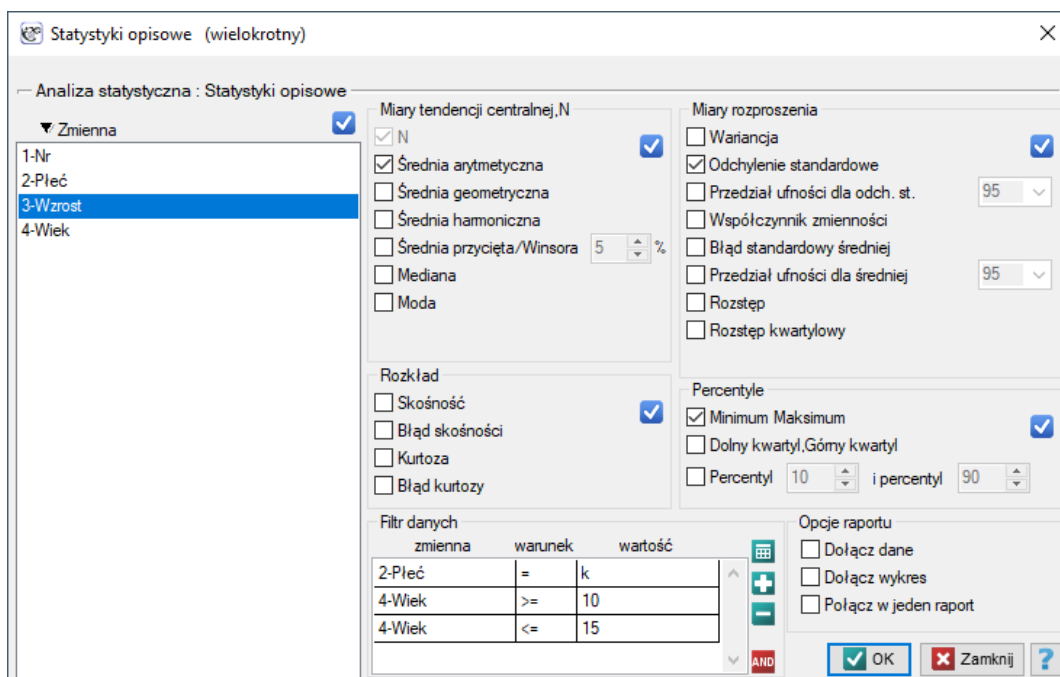 Statystyki opisowe (wielokrotny)
Analiza statystyczna : Statystyki opisowe
Zmienna
1-Nr
2-Płeć
3-Wzrost
4-Wiek
Miary tendencji centralnej,N
N
Średnia arytmetyczna
Średnia geometryczna
Średnia harmoniczna
Średnia przycięta/Winsora 5 %
Mediana
Moda
Miary rozproszenia
Wariancja
Odchylenie standardowe
Przedział ufności dla odch. st. 95
Współczynnik zmienności
Błąd standardowy średniej
Przedział ufności dla średniej 95
Rozstęp
Rozstęp kwartylowy
Rozkład
Skośność
Błąd skośności
Kurtoza
Błąd kurtozy
Percentyle
Minimum Maksimum
Dolny kwartyl,Górny kwartyl
Percentyl 10 i percentyl 90
Filtr danych
zmienna warunek wartość
2-Płeć = k
4-Wiek >= 10
4-Wiek <= 15
AND
Opcje raportu
Dołącz dane
Dołącz wykres
Połącz w jeden raport
OK Zamknij ?